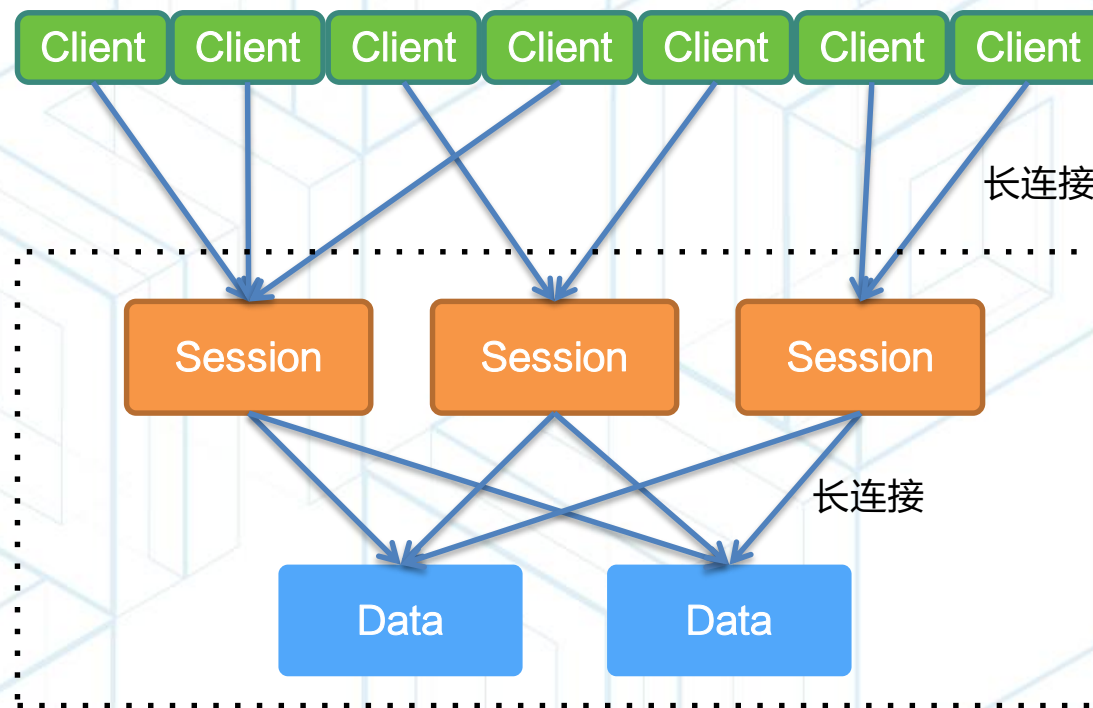 Client Client Client Client Client Client Client
长连接
Session Session Session
长连接
Data Data